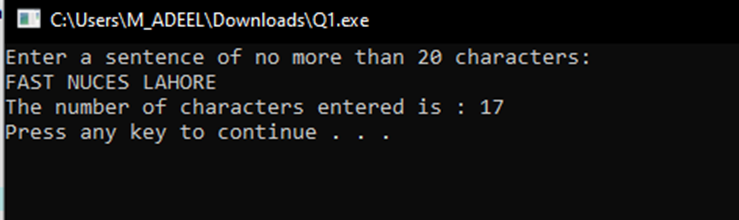 C:\Users\M_ADEEL\Downloads\Q1.exe
Enter a sentence of no more than 20 characters:
FAST NUCES LAHORE
The number of characters entered is : 17
Press any key to continue . . .